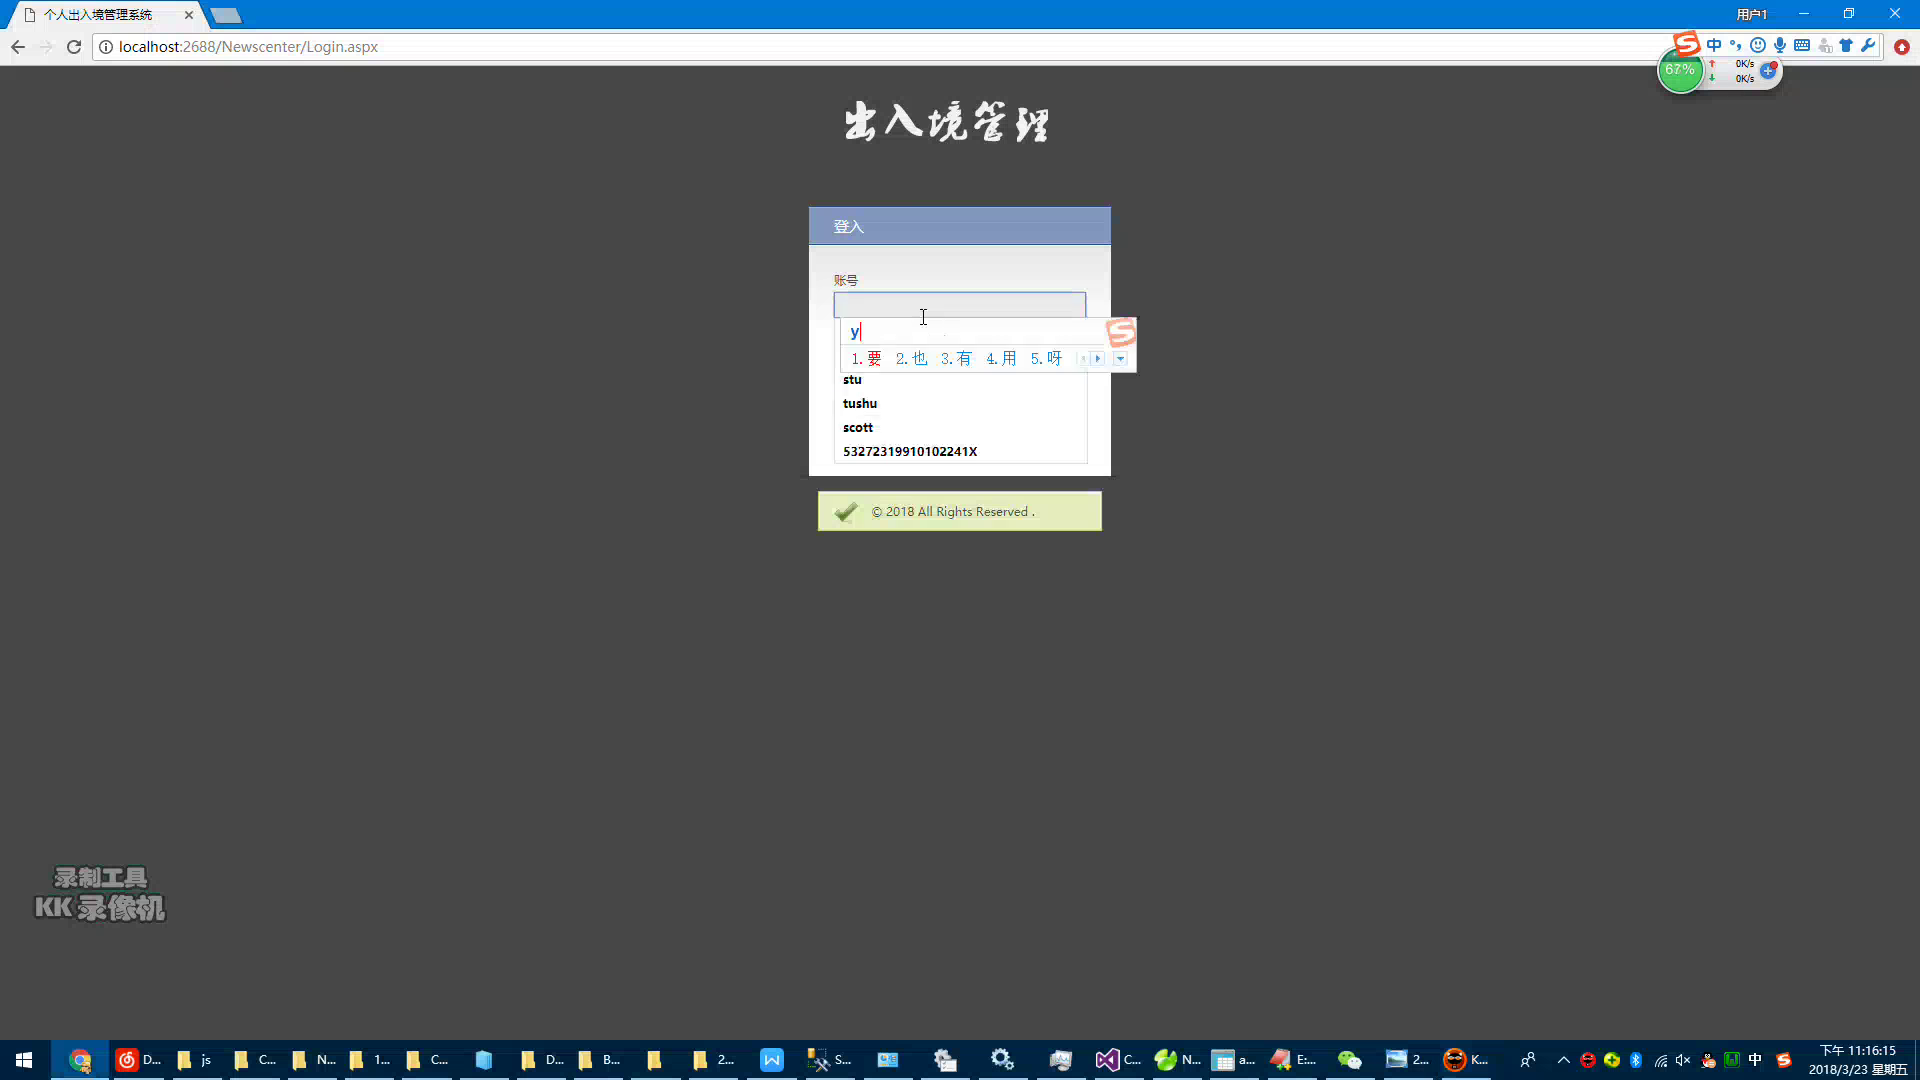 个人出入境管理系统
用户1
localhost:2688/Newscenter/Login.aspx
中
67%
0K/s
0K/s
出入境管理
登入
账号
y
1.要 2.也 3.有 4.用 5.呀
stu
tushu
scott
53272319910102241X
© 2018 All Rights Reserved .
录制工具
KK 录像机
D...
js
C...
N...
1...
C...
D...
B...
2...
S...
C...
N...
a...
E:...
2...
K...
中
下午 11:16:15
2018/3/23 星期五